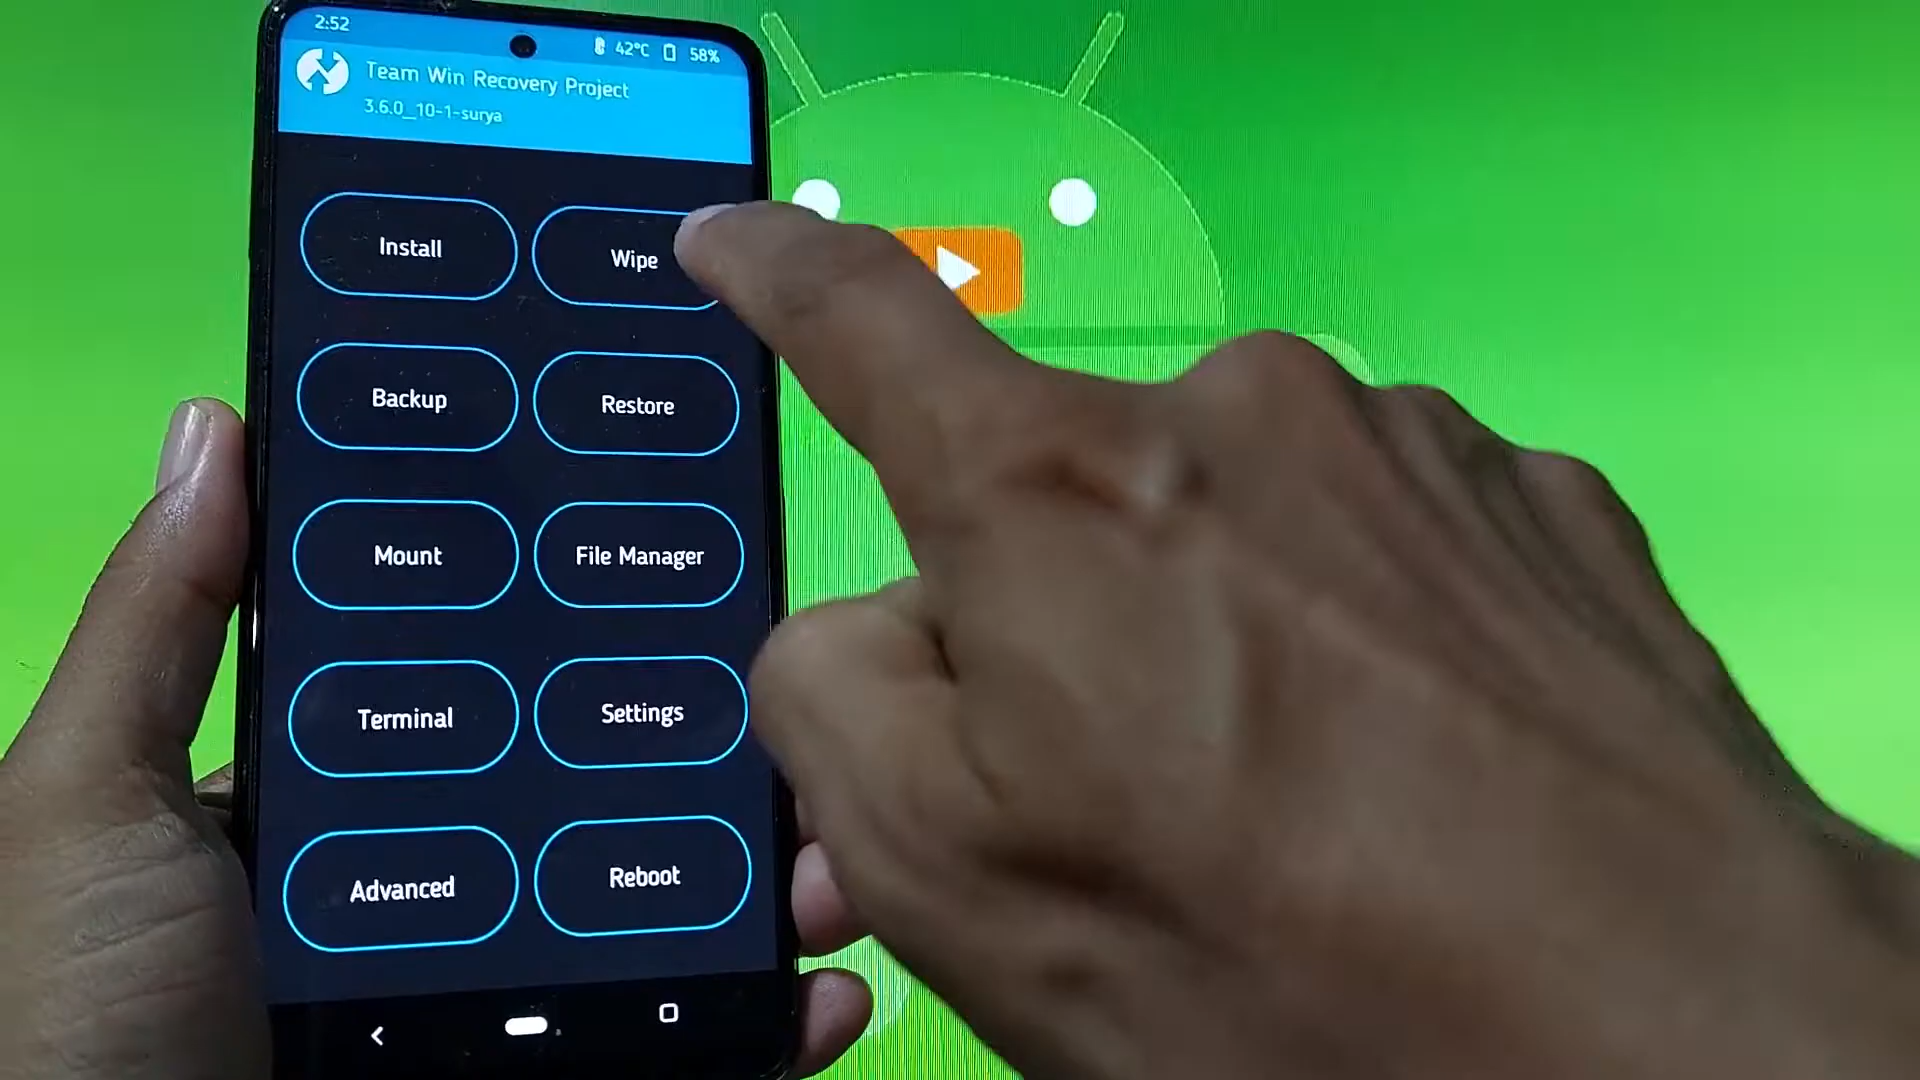 2:52 42°C 58%
Team Win Recovery Project
3.6.0_10-1-surya
Install Wipe
Backup Restore
Mount File Manager
Terminal Settings
Advanced Reboot